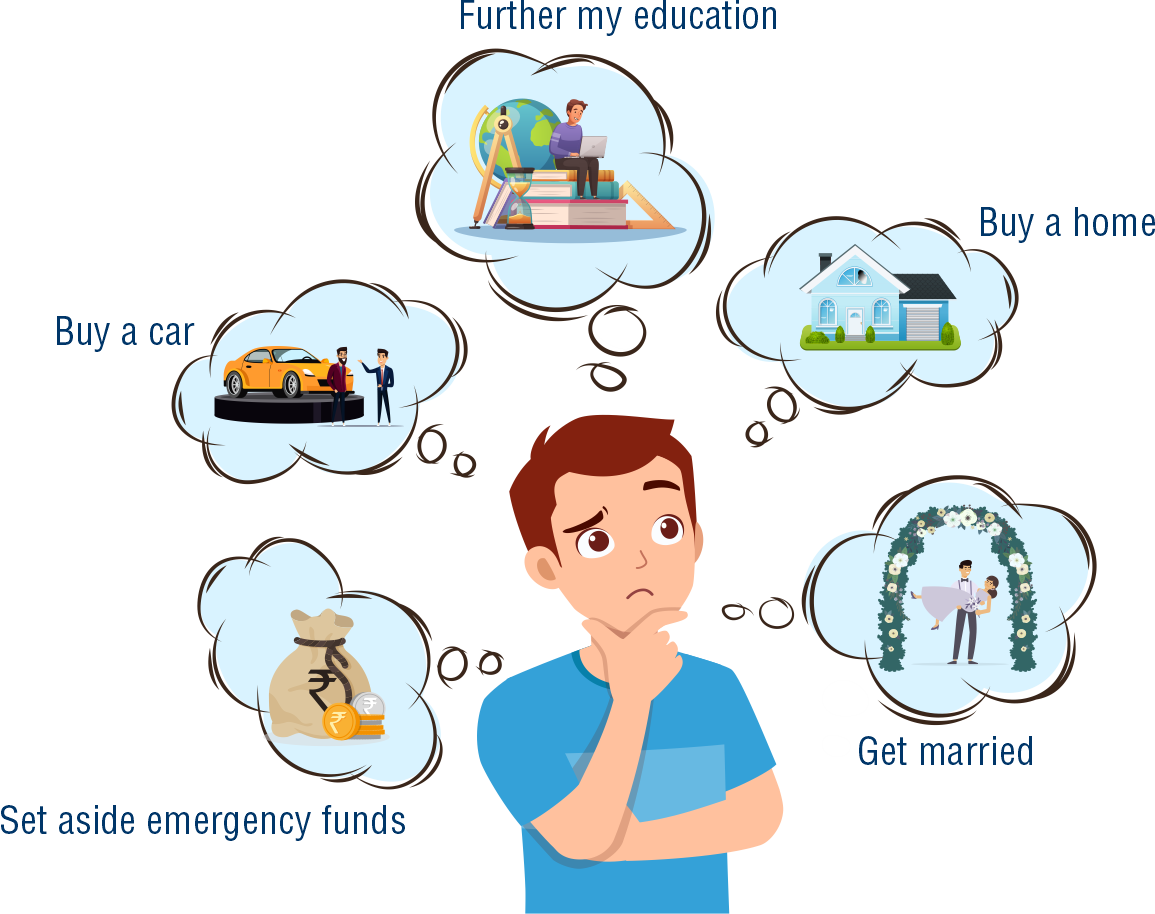 Further my education
Buy a home
Buy a car
Get married
Set aside emergency funds
₹
₹
₹